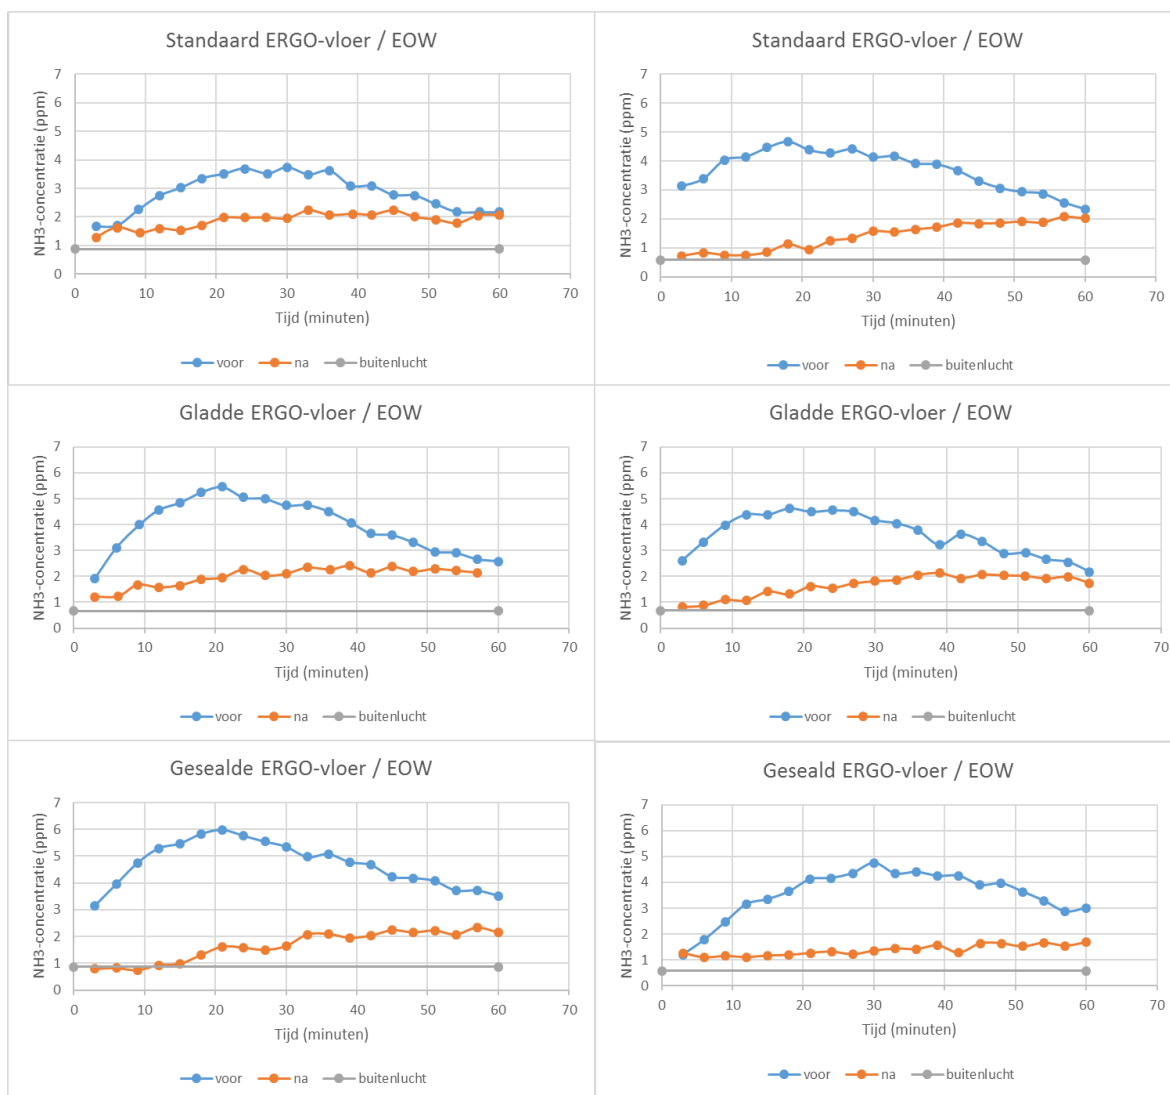 Standaard ERGO-vloer / EOW
NH3-concentratie (ppm)
7
6
5
4
3
2
1
0
0 10 20 30 40 50 60 70
Tijd (minuten)
voor na buitenlucht
Standaard ERGO-vloer / EOW
NH3-concentratie (ppm)
7
6
5
4
3
2
1
0
0 10 20 30 40 50 60 70
Tijd (minuten)
voor na buitenlucht
Gladde ERGO-vloer / EOW
NH3-concentratie (ppm)
7
6
5
4
3
2
1
0
0 10 20 30 40 50 60 70
Tijd (minuten)
voor na buitenlucht
Gladde ERGO-vloer / EOW
NH3-concentratie (ppm)
7
6
5
4
3
2
1
0
0 10 20 30 40 50 60 70
Tijd (minuten)
voor na buitenlucht
Gesealde ERGO-vloer / EOW
NH3-concentratie (ppm)
7
6
5
4
3
2
1
0
0 10 20 30 40 50 60 70
Tijd (minuten)
voor na buitenlucht
Geseald ERGO-vloer / EOW
NH3-concentratie (ppm)
7
6
5
4
3
2
1
0
0 10 20 30 40 50 60 70
Tijd (minuten)
voor na buitenlucht